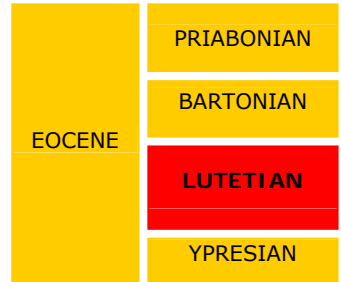 PRIABONIAN
BARTONIAN
EOCENE
LUTETIAN
YPRESIAN